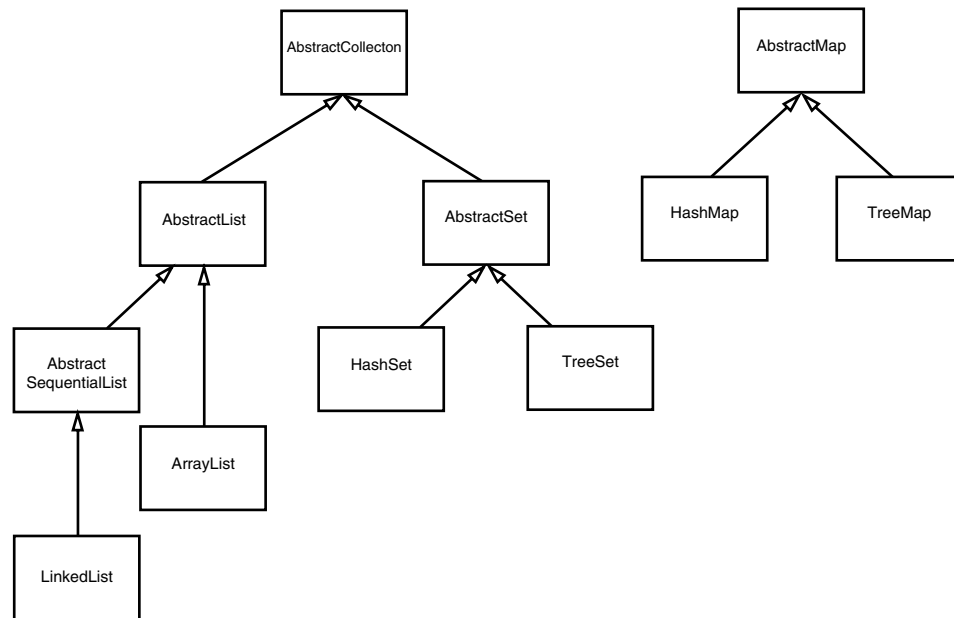 AbstractCollecton
AbstractMap
AbstractList
AbstractSet
HashMap
TreeMap
Abstract
SequentialList
HashSet
TreeSet
ArrayList
LinkedList